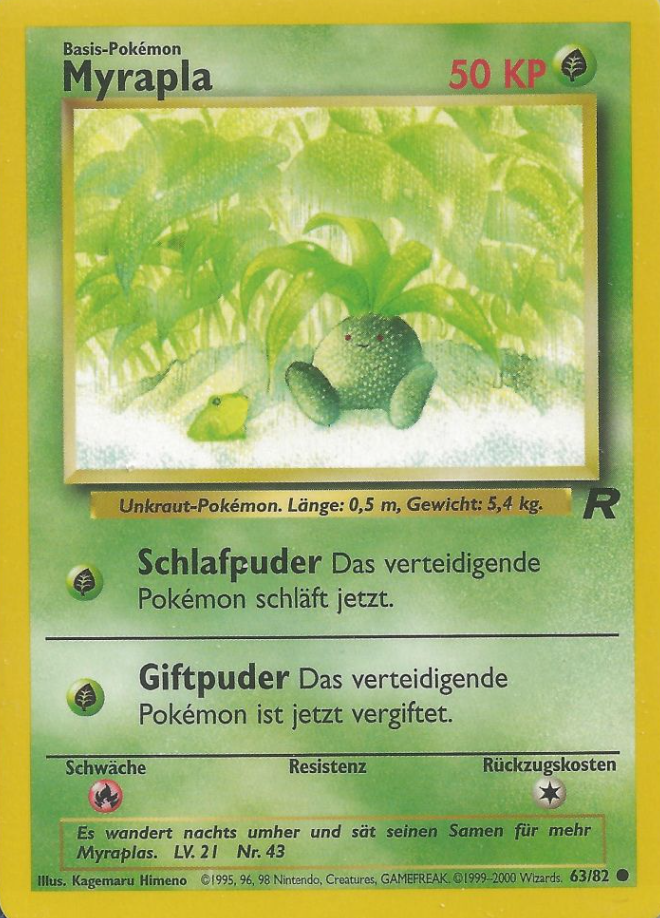 Basis-Pokémon
Myrapla
50 KP
Unkraut-Pokémon. Länge: 0,5 m, Gewicht: 5,4 kg.
R
Schlafpuder Das verteidigende
Pokémon schläft jetzt.
Giftpuder Das verteidigende
Pokémon ist jetzt vergiftet.
Schwäche Resistenz Rückzugskosten
Es wandert nachts umher und sät seinen Samen für mehr
Myraplas. LV. 21 Nr. 43
Illus. Kagemaru Himeno ©1995, 96, 98 Nintendo, Creatures, GAMEFREAK. ©1999-2000 Wizards. 63/82